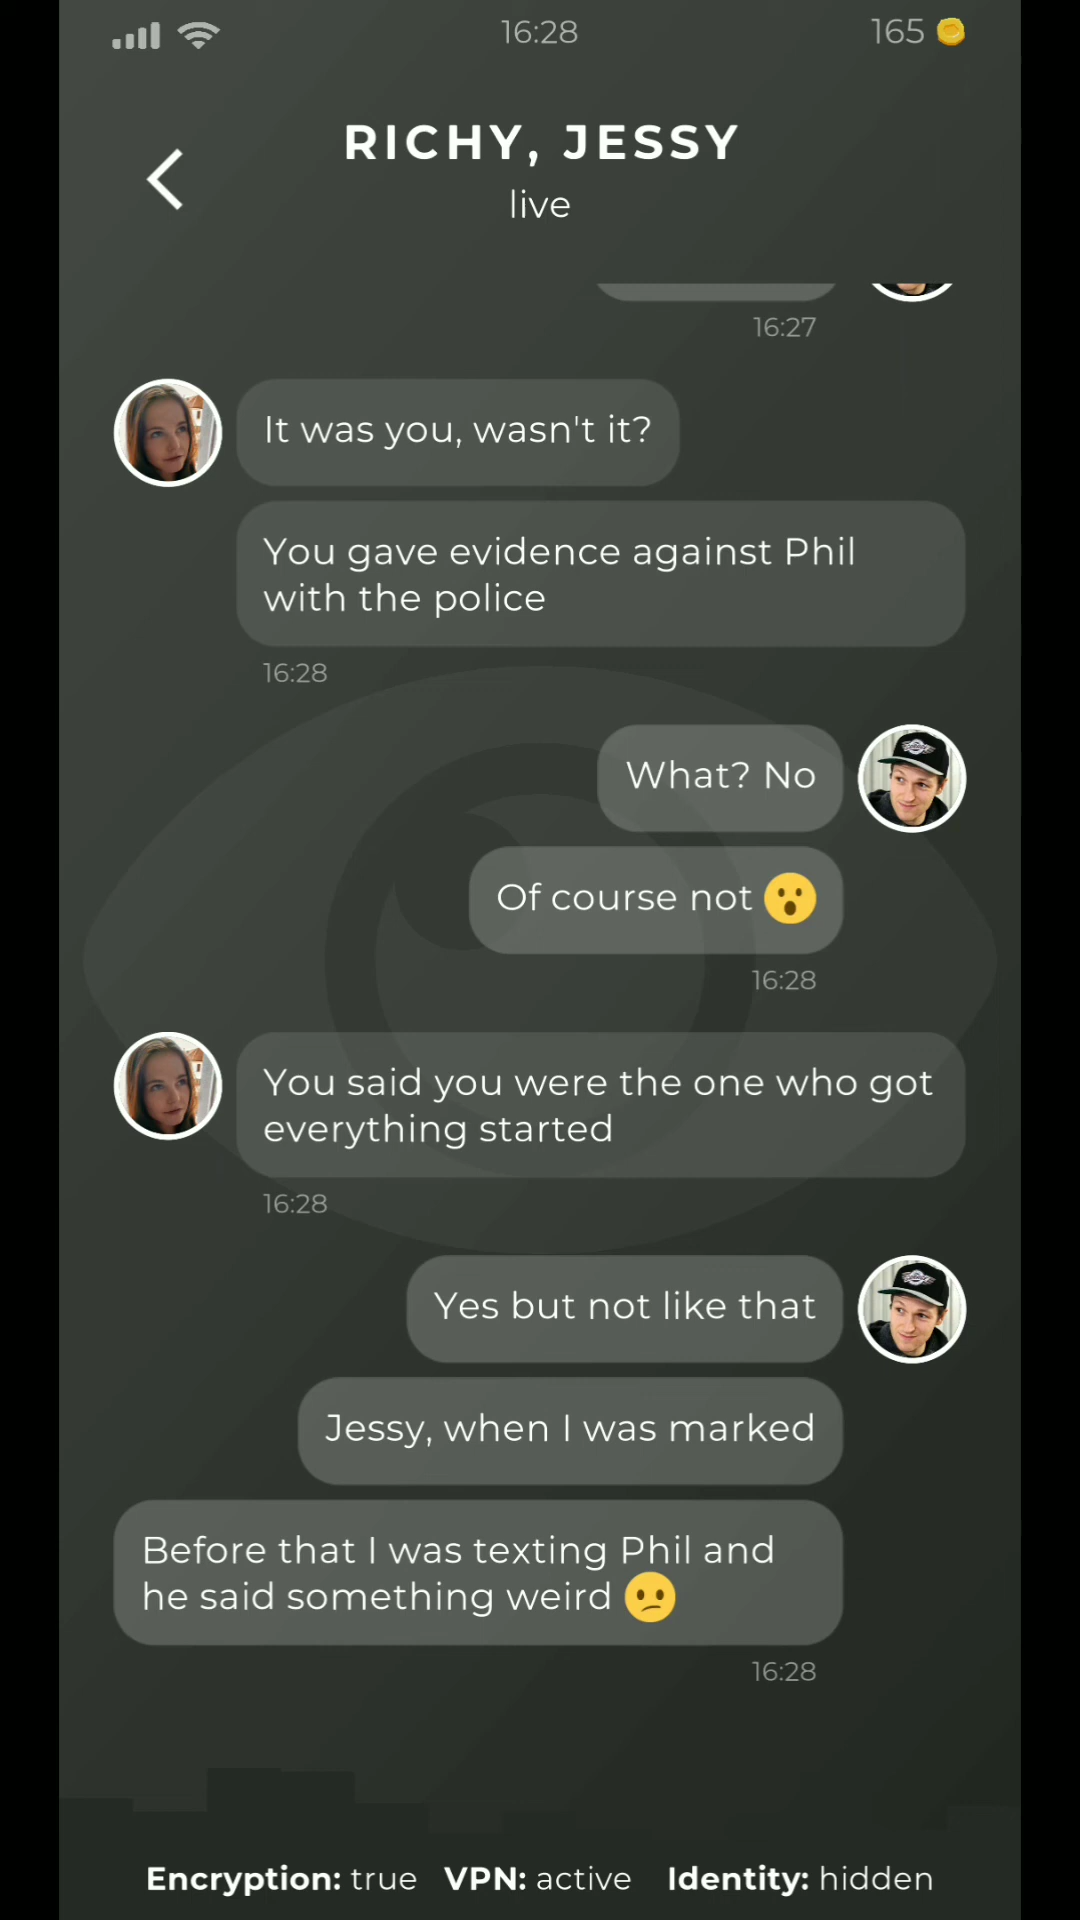 16:28
165
RICHY, JESSY
live
16:27
It was you, wasn't it?
You gave evidence against Phil
with the police
16:28
What? No
Of course not 😮
16:28
You said you were the one who got
everything started
16:28
Yes but not like that
Jessy, when I was marked
Before that I was texting Phil and
he said something weird 🫤
16:28
Encryption: true VPN: active Identity: hidden